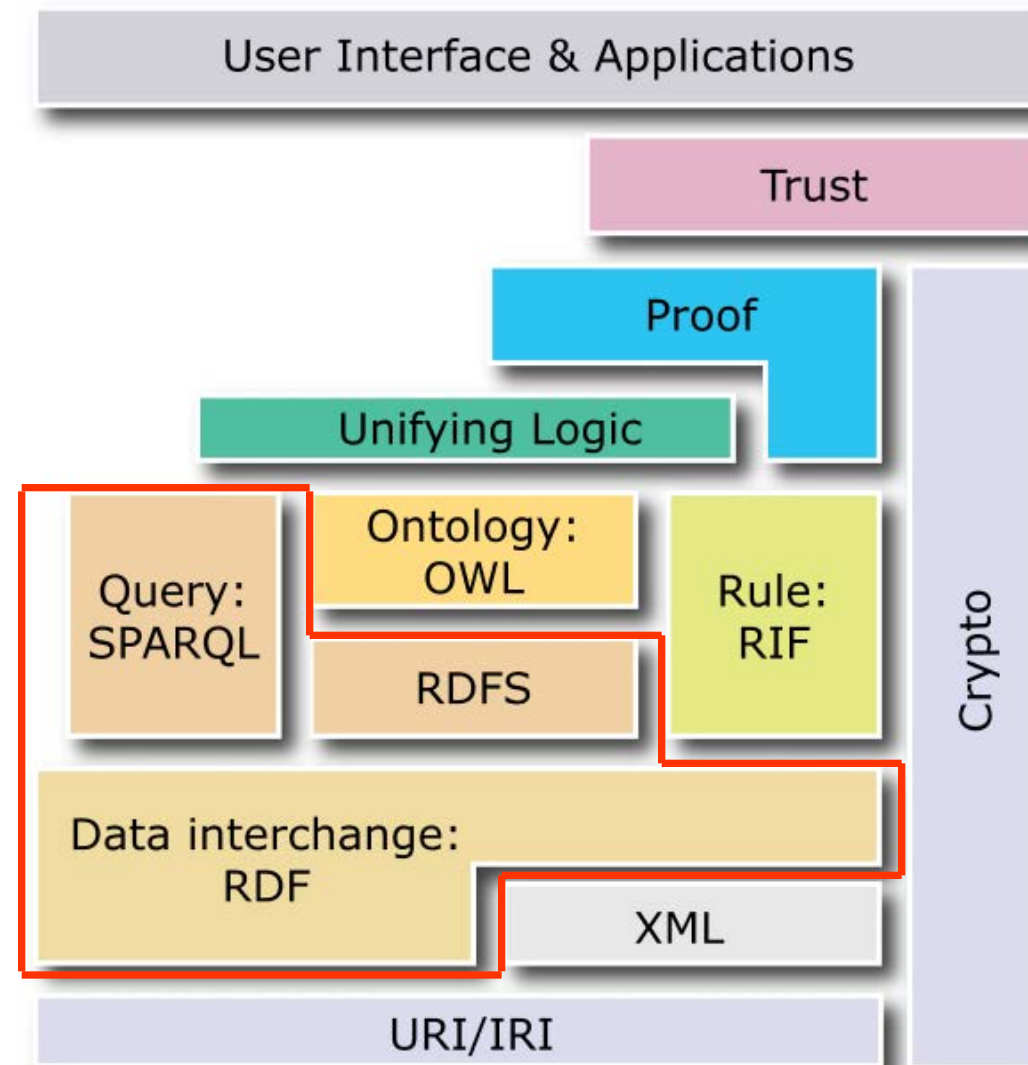 User Interface & Applications
Trust
Proof
Unifying Logic
Ontology:
OWL
Query:
SPARQL
Rule:
RIF
RDFS
Crypto
Data interchange:
RDF
XML
URI/IRI